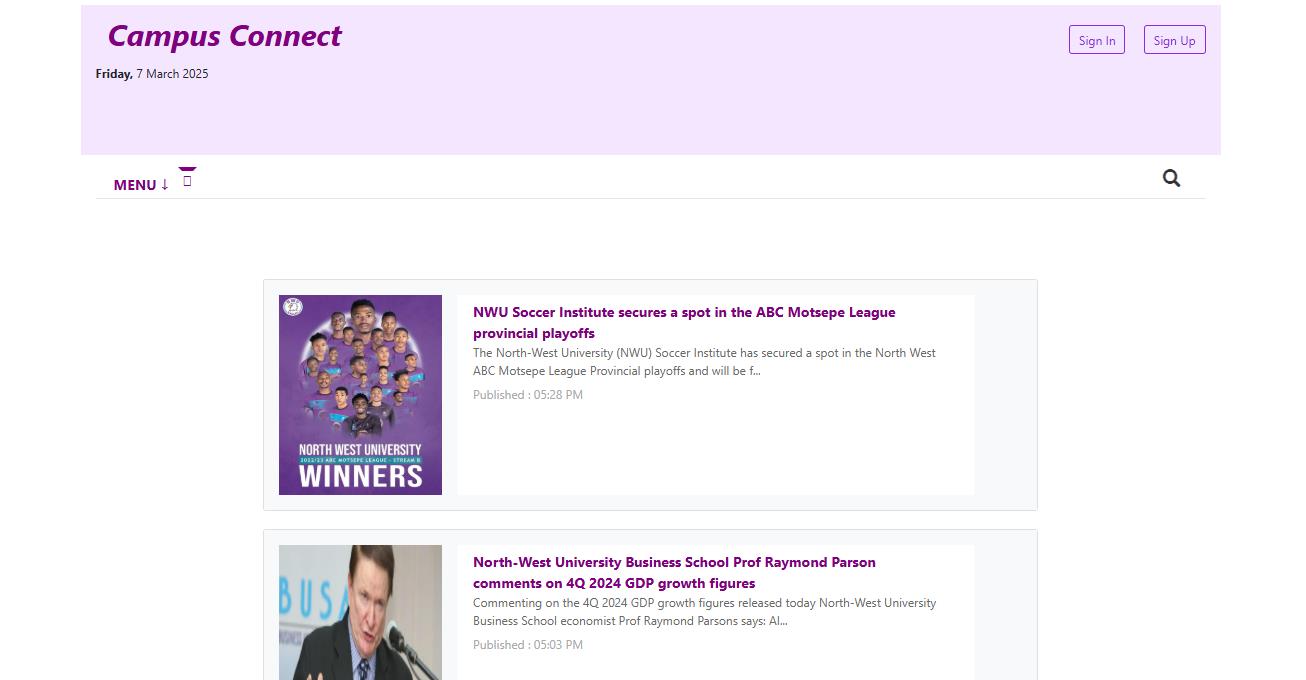 Campus Connect
Sign In
Sign Up
Friday, 7 March 2025
MENU ↓
NWU Soccer Institute secures a spot in the ABC Motsepe League
provincial playoffs
The North-West University (NWU) Soccer Institute has secured a spot in the North West
ABC Motsepe League Provincial playoffs and will be f...
Published : 05:28 PM
NORTH WEST UNIVERSITY
2022/23 ABC MOTSEPE LEAGUE - STREAM B
WINNERS
North-West University Business School Prof Raymond Parson
comments on 4Q 2024 GDP growth figures
Commenting on the 4Q 2024 GDP growth figures released today North-West University
Business School economist Prof Raymond Parsons says: Al...
Published : 05:03 PM
BUSA